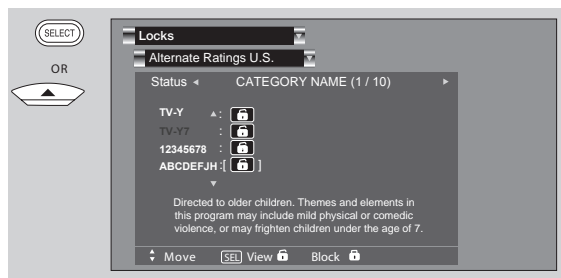 SELECT
OR
Locks
Alternate Ratings U.S.
Status CATEGORY NAME (1 / 10)
TV-Y :
TV-Y7 :
12345678 :
ABCDEFJH :[ ]
Directed to older children. Themes and elements in
this program may include mild physical or comedic
violence, or may frighten children under the age of 7.
Move SEL View Block